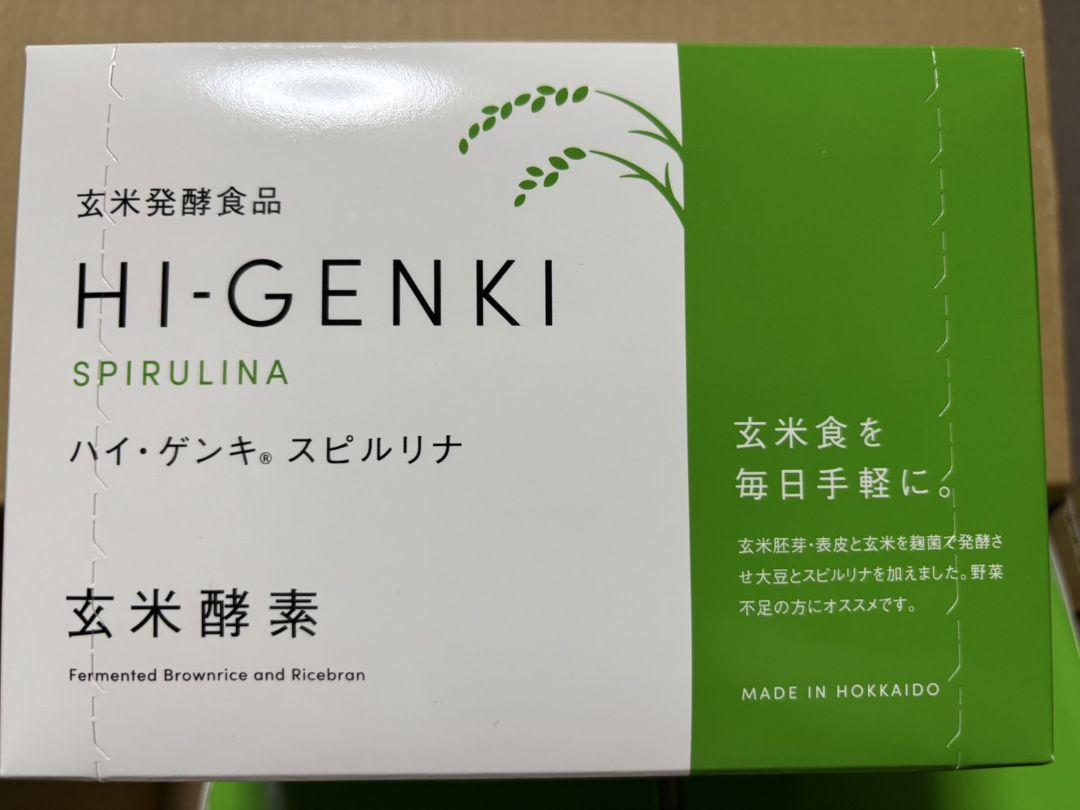 玄米発酵食品
HI-GENKI
SPIRULINA
ハイ・ゲンキ® スピルリナ
玄米酵素
Fermented Brownrice and Ricebran
玄米食を
毎日手軽に。
玄米胚芽・表皮と玄米を麹菌で発酵さ
せ大豆とスピルリナを加えました。野菜
不足の方にオススメです。
MADE IN HOKKAIDO